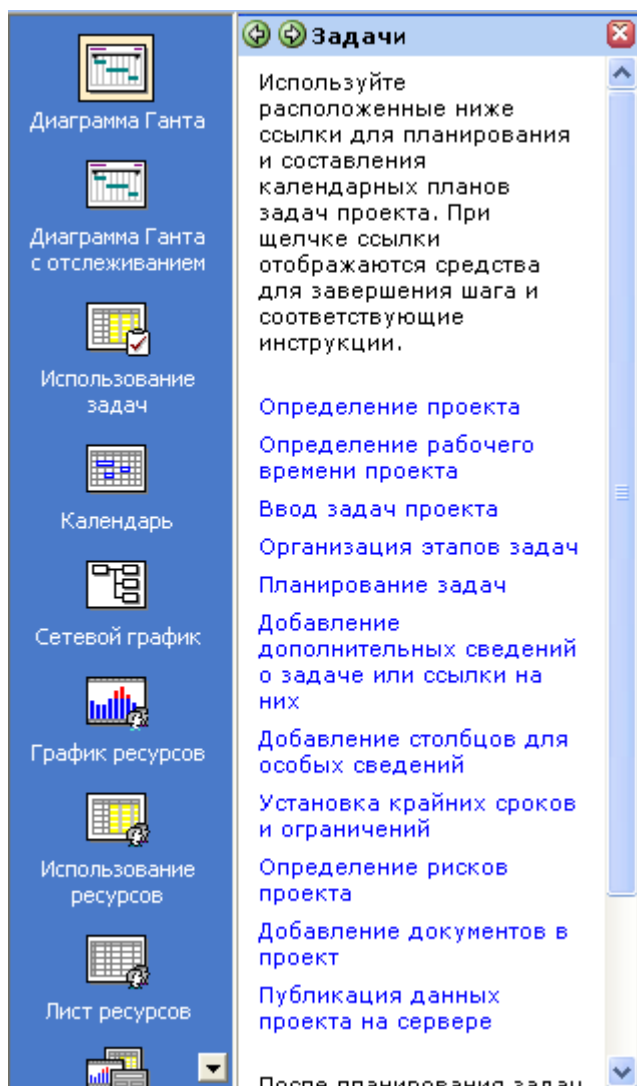 Диаграмма Ганта
Диаграмма Ганта
с отслеживанием
Использование
задач
Календарь
Сетевой график
График ресурсов
Использование
ресурсов
Лист ресурсов
Задачи
Используйте
расположенные ниже
ссылки для планирования
и составления
календарных планов
задач проекта. При
щелчке ссылки
отображаются средства
для завершения шага и
соответствующие
инструкции.
Определение проекта
Определение рабочего
времени проекта
Ввод задач проекта
Организация этапов задач
Планирование задач
Добавление
дополнительных сведений
о задаче или ссылки на
них
Добавление столбцов для
особых сведений
Установка крайних сроков
и ограничений
Определение рисков
проекта
Добавление документов в
проект
Публикация данных
проекта на сервере
После планирования задач